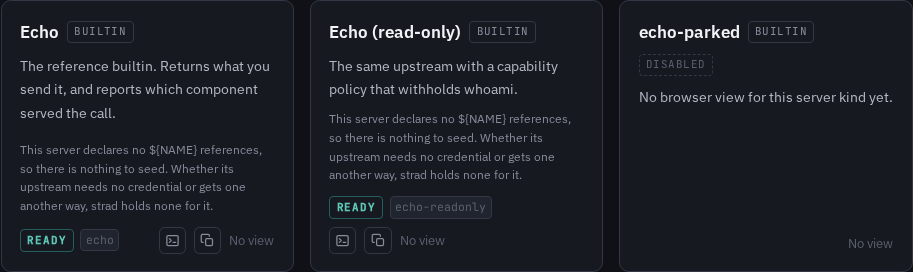 Echo BUILTIN
The reference builtin. Returns what you
send it, and reports which component
served the call.
This server declares no ${NAME} references,
so there is nothing to seed. Whether its
upstream needs no credential or gets one
another way, strad holds none for it.
READY echo No view
Echo (read-only) BUILTIN
The same upstream with a capability
policy that withholds whoami.
This server declares no ${NAME} references,
so there is nothing to seed. Whether its
upstream needs no credential or gets one
another way, strad holds none for it.
READY echo-readonly
No view
echo-parked BUILTIN
DISABLED
No browser view for this server kind yet.
No view